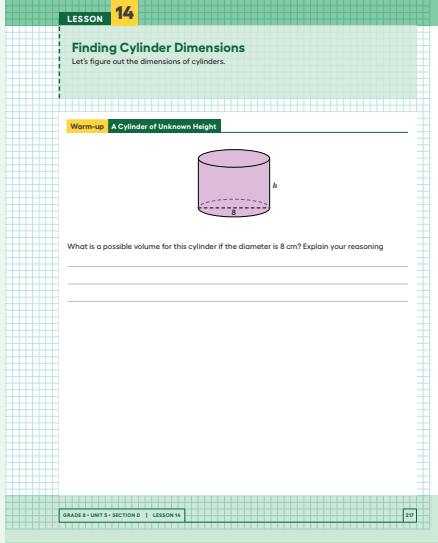 LESSON 14
Finding Cylinder Dimensions
Let's figure out the dimensions of cylinders.
Warm-up A Cylinder of Unknown Height
h
8
What is a possible volume for this cylinder if the diameter is 8 cm? Explain your reasoning
GRADE 8 • UNIT 5 • SECTION D | LESSON 14
217